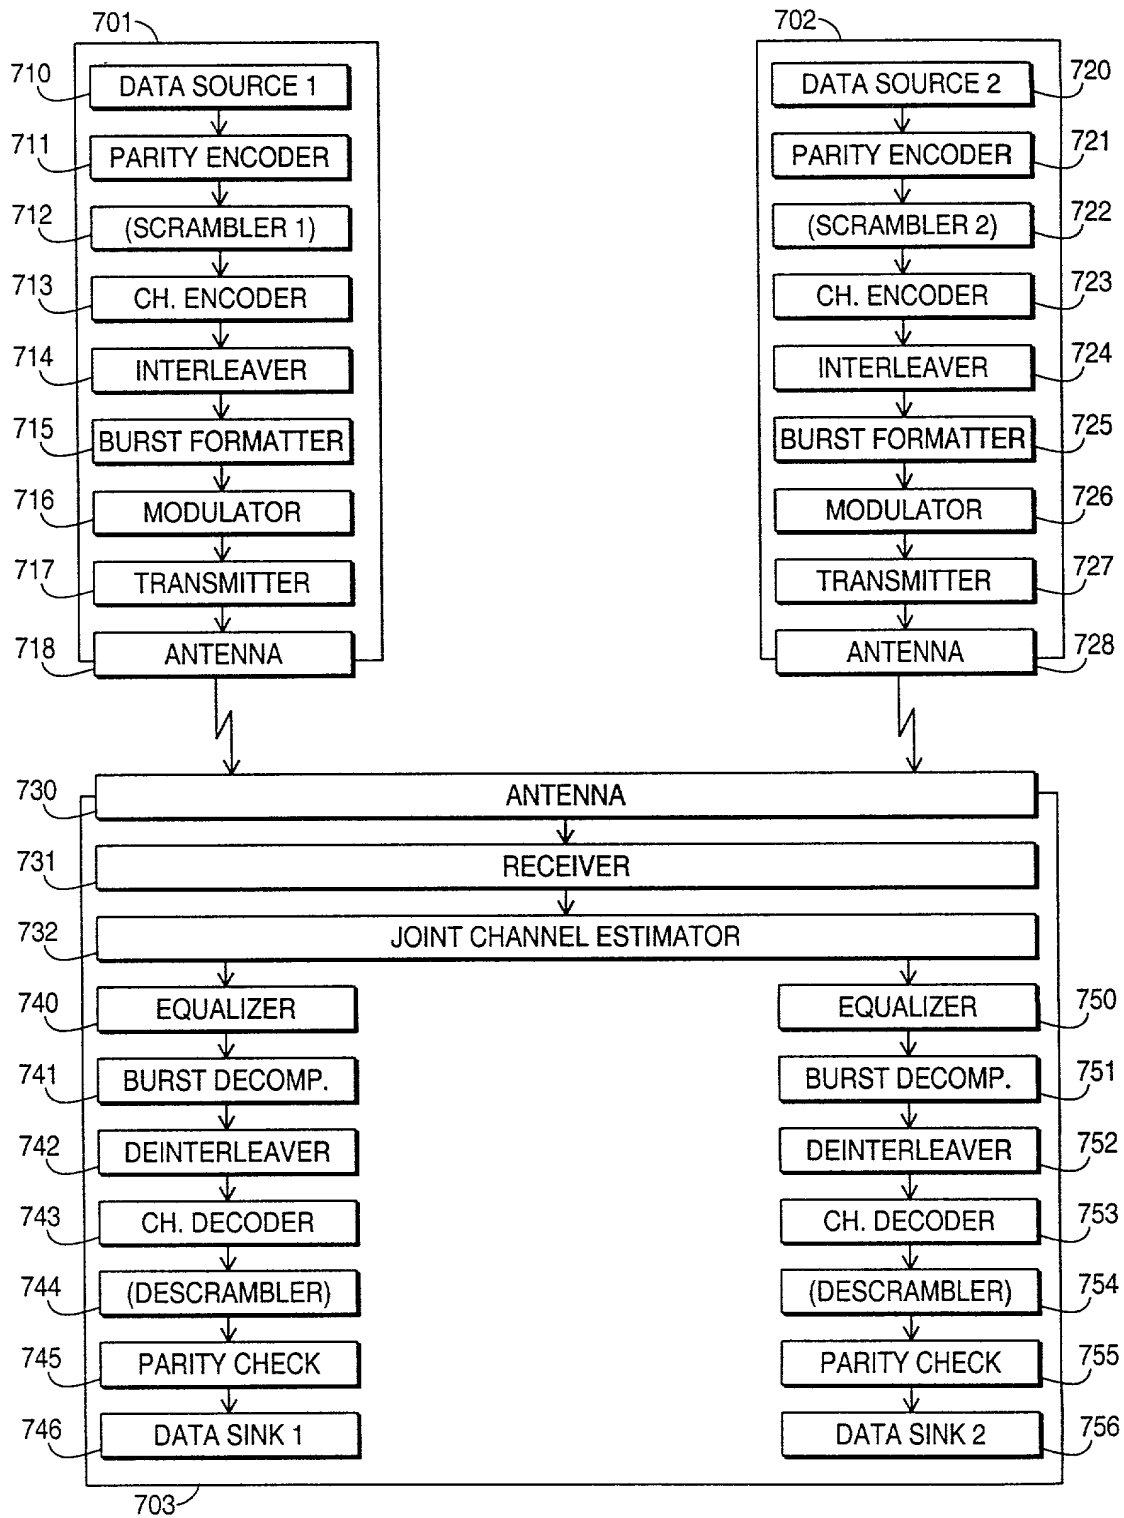 701
702
710 DATA SOURCE 1
DATA SOURCE 2 720
711 PARITY ENCODER
PARITY ENCODER 721
712 (SCRAMBLER 1)
(SCRAMBLER 2) 722
713 CH. ENCODER
CH. ENCODER 723
714 INTERLEAVER
INTERLEAVER 724
715 BURST FORMATTER
BURST FORMATTER 725
716 MODULATOR
MODULATOR 726
717 TRANSMITTER
TRANSMITTER 727
718 ANTENNA
ANTENNA 728
730 ANTENNA
731 RECEIVER
732 JOINT CHANNEL ESTIMATOR
740 EQUALIZER
EQUALIZER 750
741 BURST DECOMP.
BURST DECOMP. 751
742 DEINTERLEAVER
DEINTERLEAVER 752
743 CH. DECODER
CH. DECODER 753
744 (DESCRAMBLER)
(DESCRAMBLER) 754
745 PARITY CHECK
PARITY CHECK 755
746 DATA SINK 1
DATA SINK 2 756
703